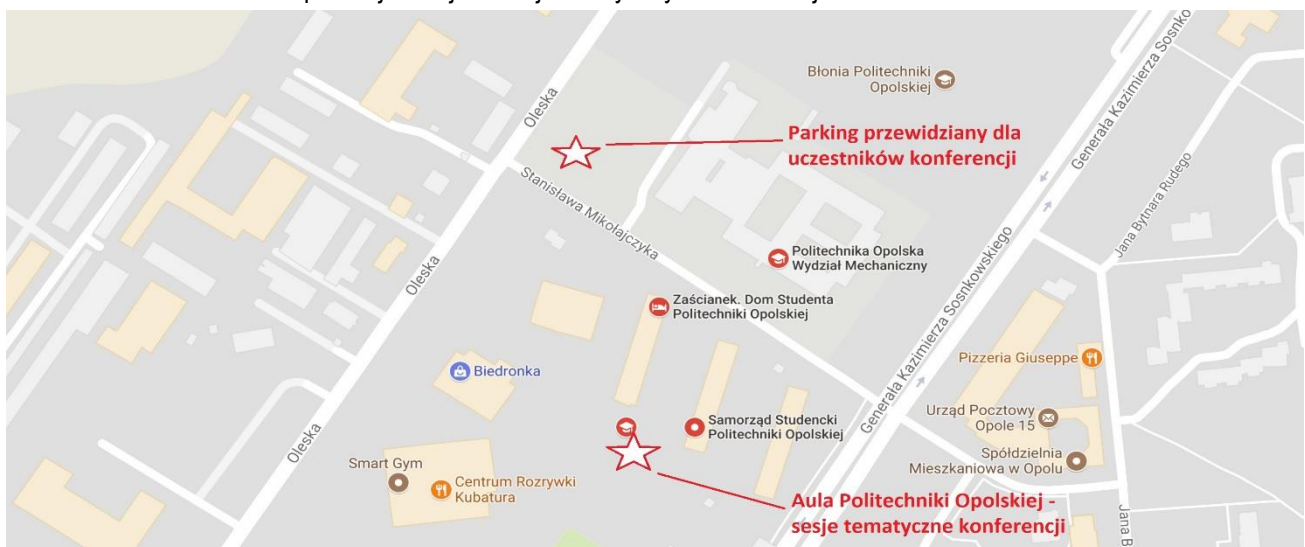 Błonia Politechniki
Opolskiej
Generała Kazimierza Sosnko
Oleska
Parking przewidziany dla
uczestników konferencji
Stanisława Mikołajczyka
Jana Bytnara Rudego
Politechnika Opolska
Wydział Mechaniczny
Oleska
Generała Kazimierza Sosnkowskiego
Zaścianek. Dom Studenta
Politechniki Opolskiej
Biedronka
Pizzeria Giuseppe
Samorząd Studencki
Politechniki Opolskiej
Urząd Pocztowy
Opole 15
Oleska
Smart Gym
Centrum Rozrywki
Kubatura
Spółdzielnia
Mieszkaniowa w Opolu
Aula Politechniki Opolskiej -
sesje tematyczne konferencji
Jana B